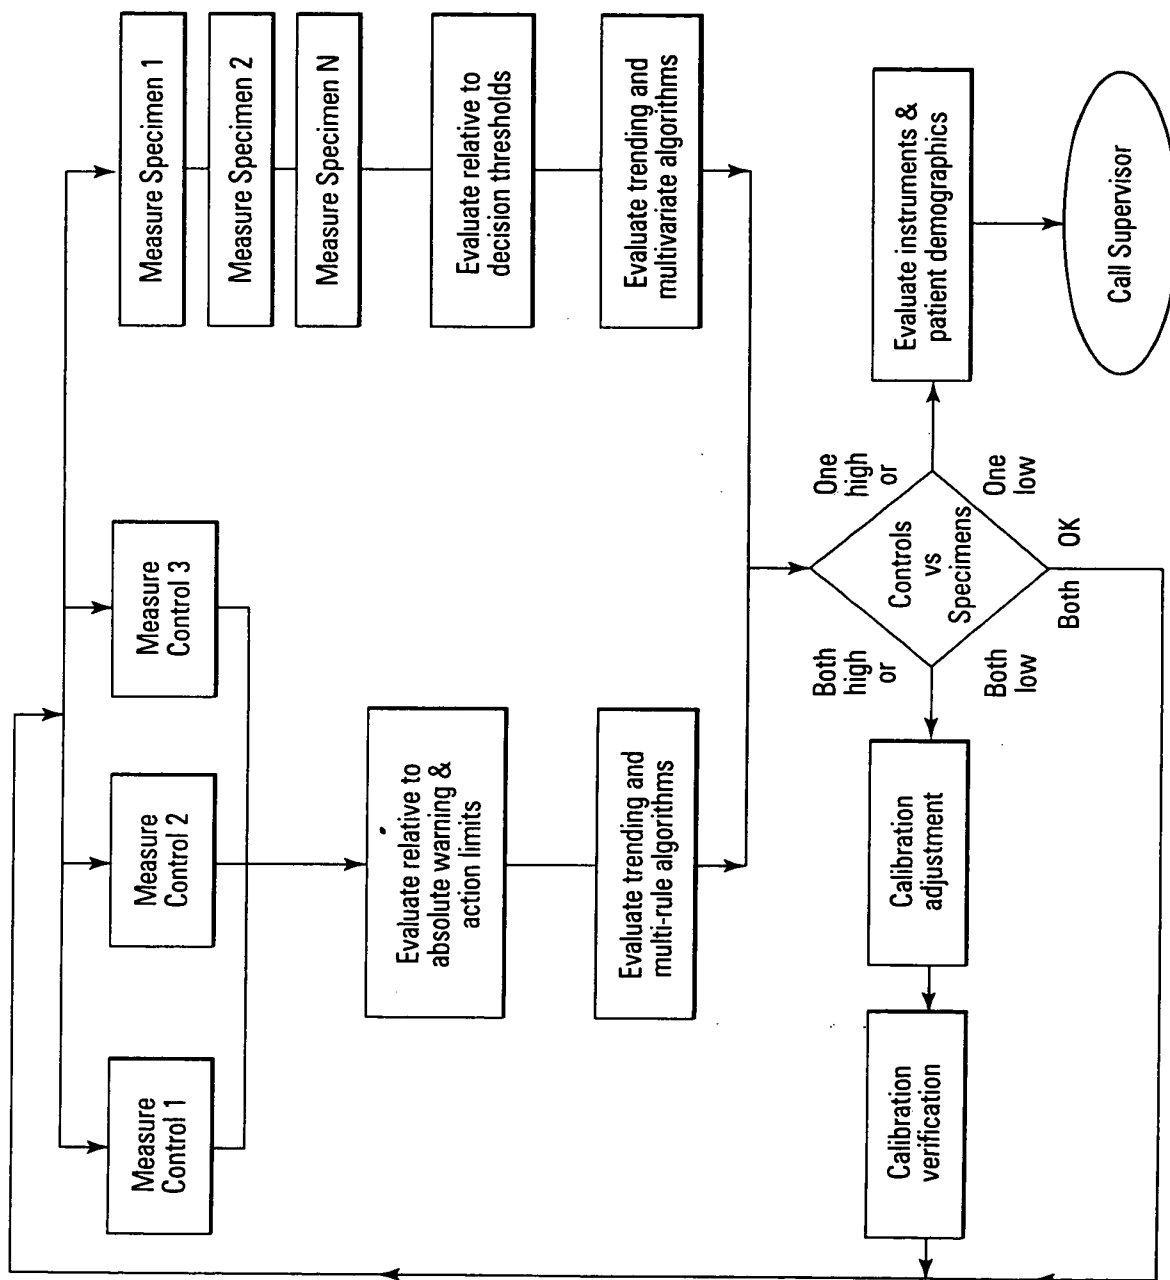 Measure
Control 1
Measure
Control 2
Measure
Control 3
Measure Specimen 1
Measure Specimen 2
Measure Specimen N
Evaluate relative to
absolute warning &
action limits
Evaluate relative to
decision thresholds
Evaluate trending and
multi-rule algorithms
Evaluate trending and
multivariate algorithms
Controls
vs
Specimens
Both
high
or
Both
low
One
high
or
One
low
Both
OK
Calibration
adjustment
Calibration
verification
Evaluate instruments &
patient demographics
Call Supervisor